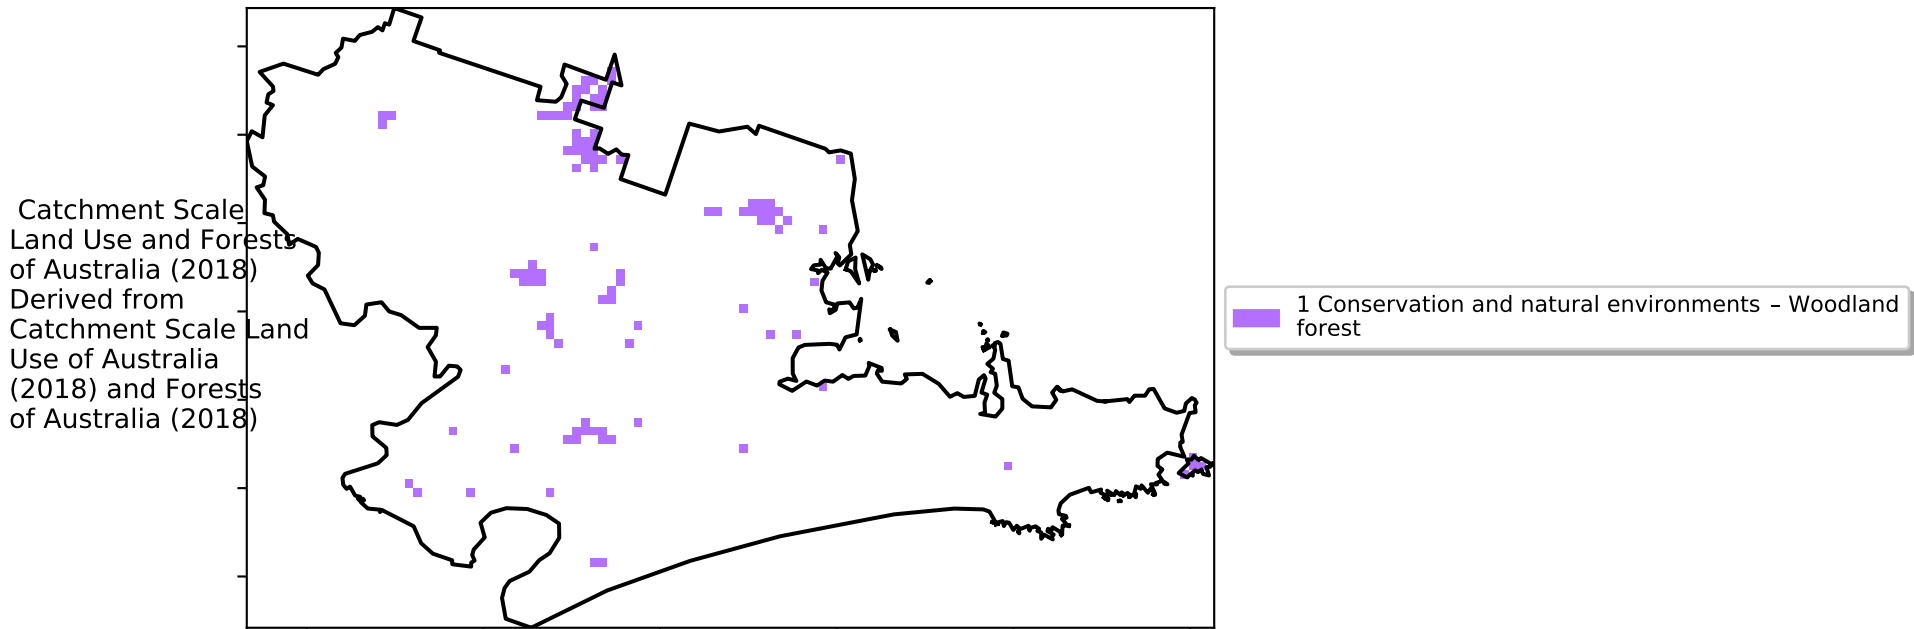 Catchment Scale
Land Use and Forests
of Australia (2018)
Derived from
Catchment Scale Land
Use of Australia
(2018) and Forests
of Australia (2018)
1 Conservation and natural environments – Woodland
forest